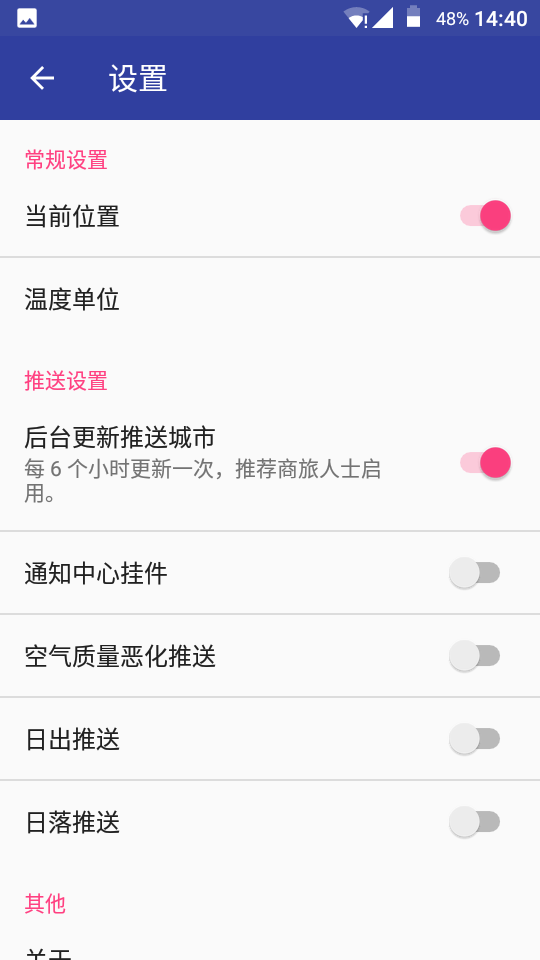 48% 14:40
设置
常规设置
当前位置
温度单位
推送设置
后台更新推送城市
每 6 个小时更新一次，推荐商旅人士启
用。
通知中心挂件
空气质量恶化推送
日出推送
日落推送
其他
关于